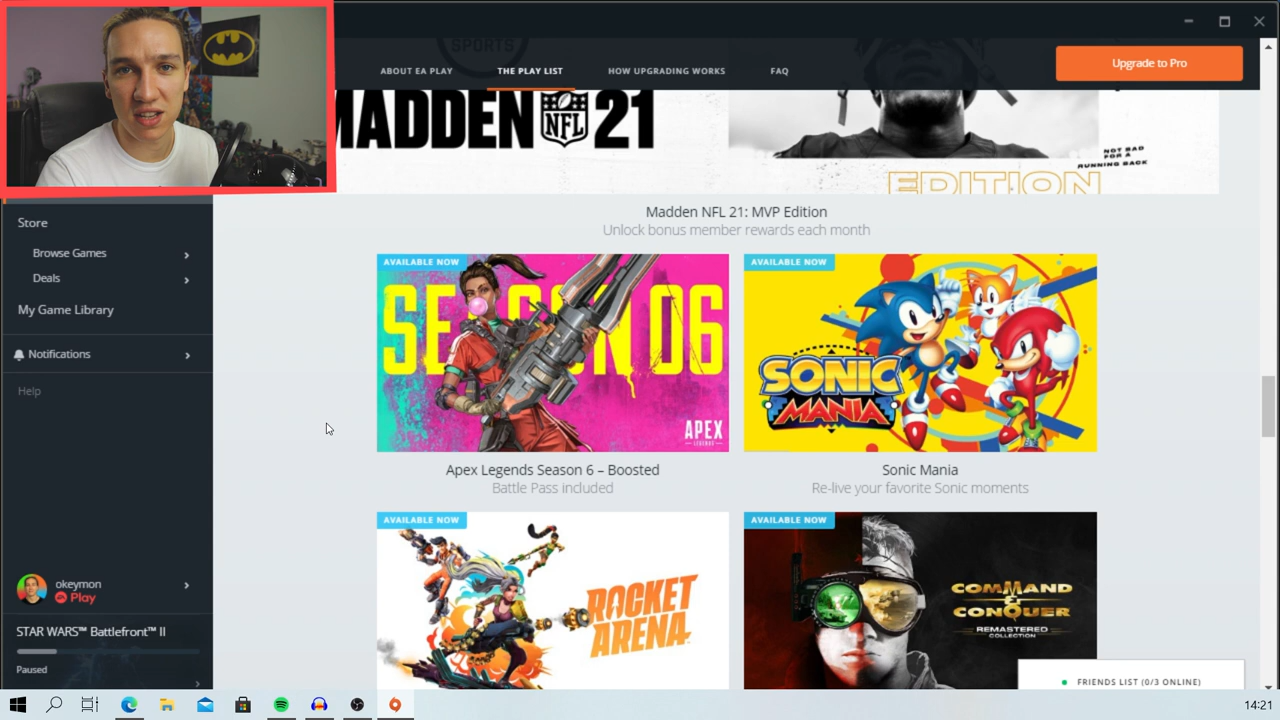 SPORTS
ABOUT EA PLAY
THE PLAY LIST
HOW UPGRADING WORKS
FAQ
Upgrade to Pro
MADDEN NFL 21
NOT BAD
FOR A
RUNNING BACK
EDITION
Madden NFL 21: MVP Edition
Unlock bonus member rewards each month
Store
Browse Games
Deals
My Game Library
Notifications
Help
okeymon
EA Play
STAR WARS™ Battlefront™ II
Paused
AVAILABLE NOW
SEASON 06
APEX
LEGENDS
Apex Legends Season 6 – Boosted
Battle Pass included
AVAILABLE NOW
SONIC
MANIA
Sonic Mania
Re-live your favorite Sonic moments
AVAILABLE NOW
ROCKET
ARENA
AVAILABLE NOW
COMMAND
&
CONQUER
REMASTERED
COLLECTION
FRIENDS LIST (0/3 ONLINE)
14:21